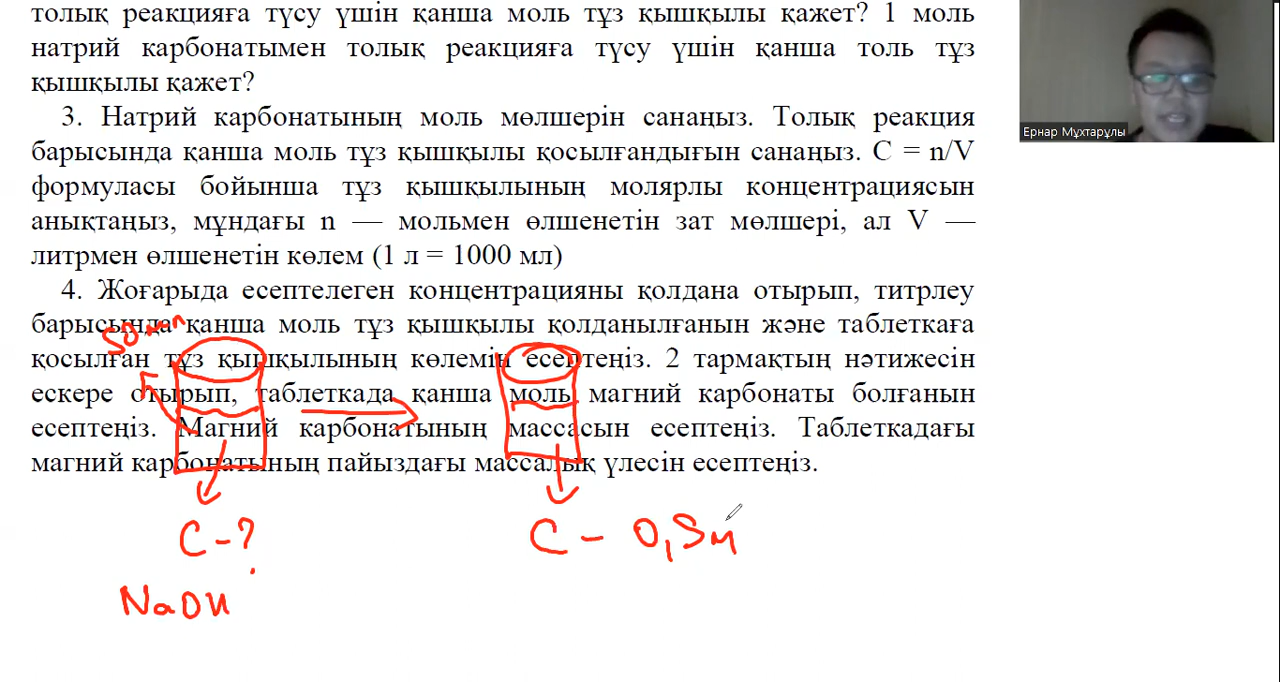 толық реакцияға түсу үшін қанша моль тұз қышқылы қажет? 1 моль
натрий карбонатымен толық реакцияға түсу үшін қанша толь тұз
қышқылы қажет?
3. Натрий карбонатының моль мөлшерін санаңыз. Толық реакция
барысында қанша моль тұз қышқылы қосылғандығын санаңыз. С = n/V
формуласы бойынша тұз қышқылының молярлы концентрациясын
анықтаңыз, мұндағы n — мольмен өлшенетін зат мөлшері, ал V —
литрмен өлшенетін көлем (1 л = 1000 мл)
4. Жоғарыда есептелеген концентрацияны қолдана отырып, титрлеу
барысында қанша моль тұз қышқылы қолданылғанын және таблеткаға
қосылған тұз қышқылының көлемін есептеңіз. 2 тармақтың нәтижесін
ескере отырып, таблеткада қанша моль магний карбонаты болғанын
есептеңіз. Магний карбонатының массасын есептеңіз. Таблеткадағы
магний карбонатының пайыздағы массалық үлесін есептеңіз.
Ернар Мұхтарұлы
50 мл
C - ?
NaOH
C - 0,5м